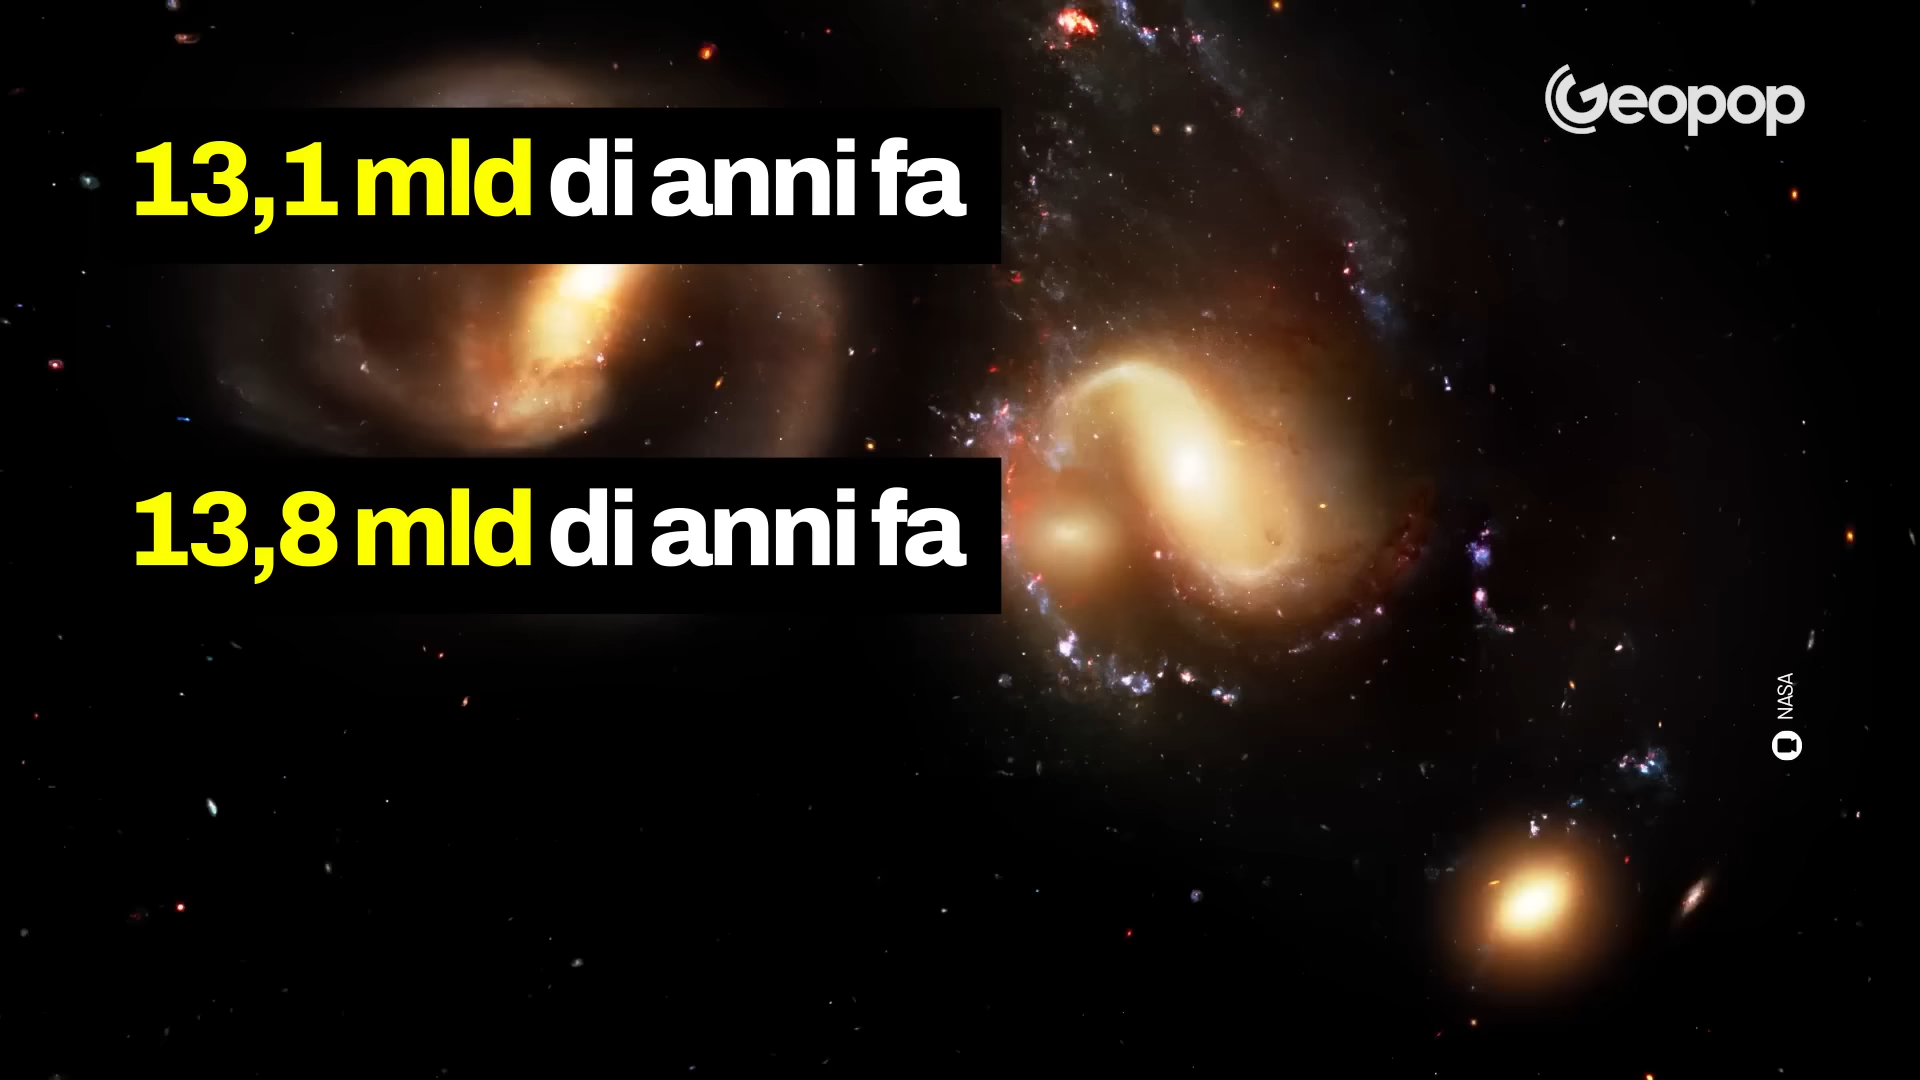 Geopop
13,1 mld di anni fa
13,8 mld di anni fa
NASA